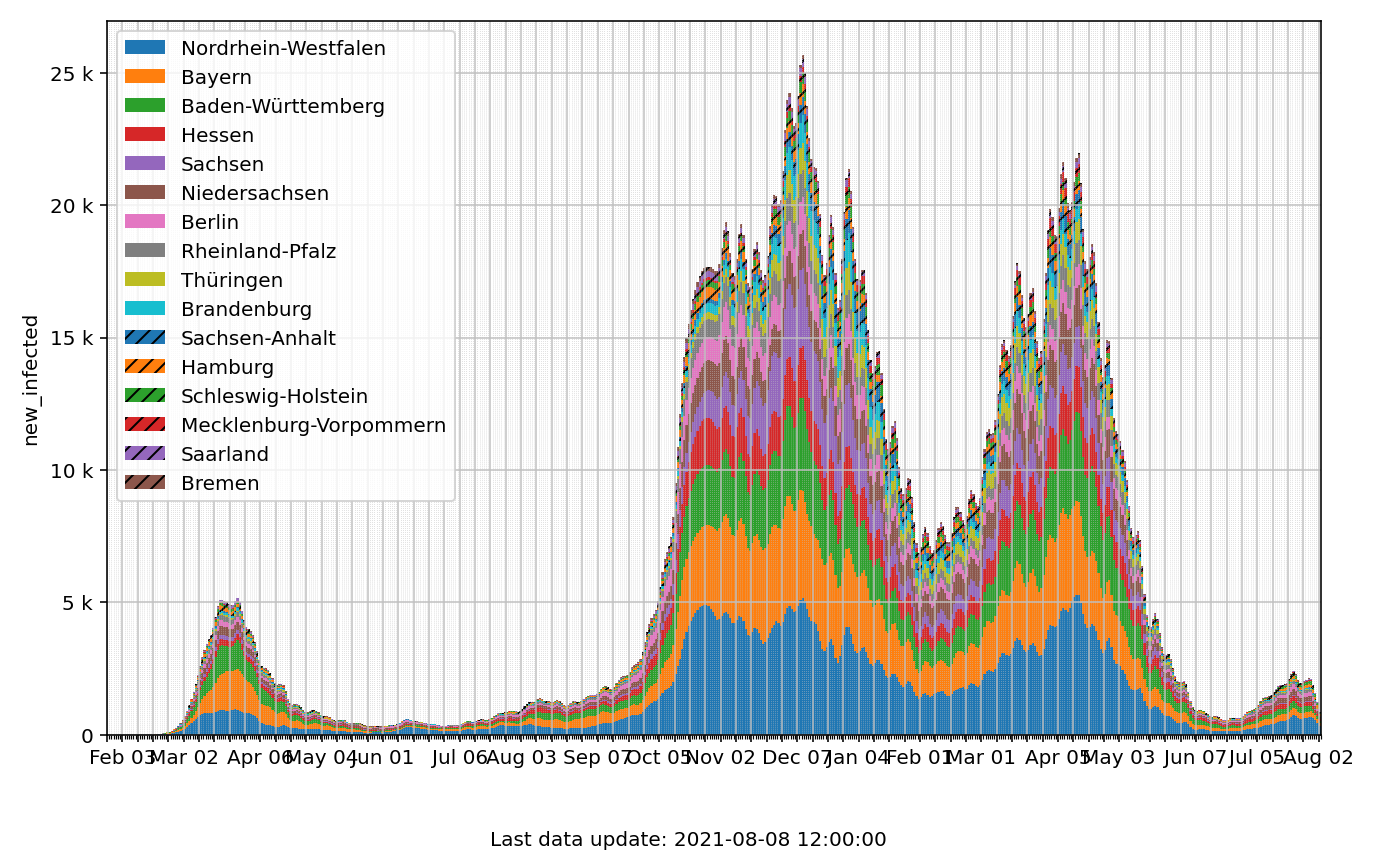 25 k
20 k
15 k
10 k
5 k
0
new_infected
Nordrhein-Westfalen
Bayern
Baden-Württemberg
Hessen
Sachsen
Niedersachsen
Berlin
Rheinland-Pfalz
Thüringen
Brandenburg
Sachsen-Anhalt
Hamburg
Schleswig-Holstein
Mecklenburg-Vorpommern
Saarland
Bremen
Feb 03 Mar 02 Apr 06 May 04 Jun 01 Jul 06 Aug 03 Sep 07 Oct 05 Nov 02 Dec 07 Jan 04 Feb 01 Mar 01 Apr 05 May 03 Jun 07 Jul 05 Aug 02
Last data update: 2021-08-08 12:00:00